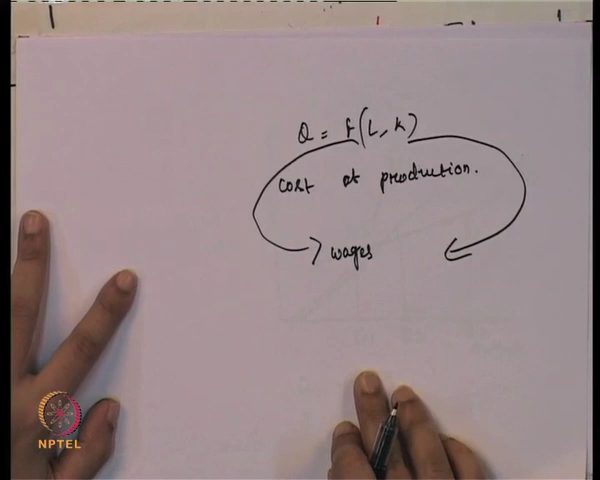 Q = f(L, K)
cost of production.
wages
NPTEL